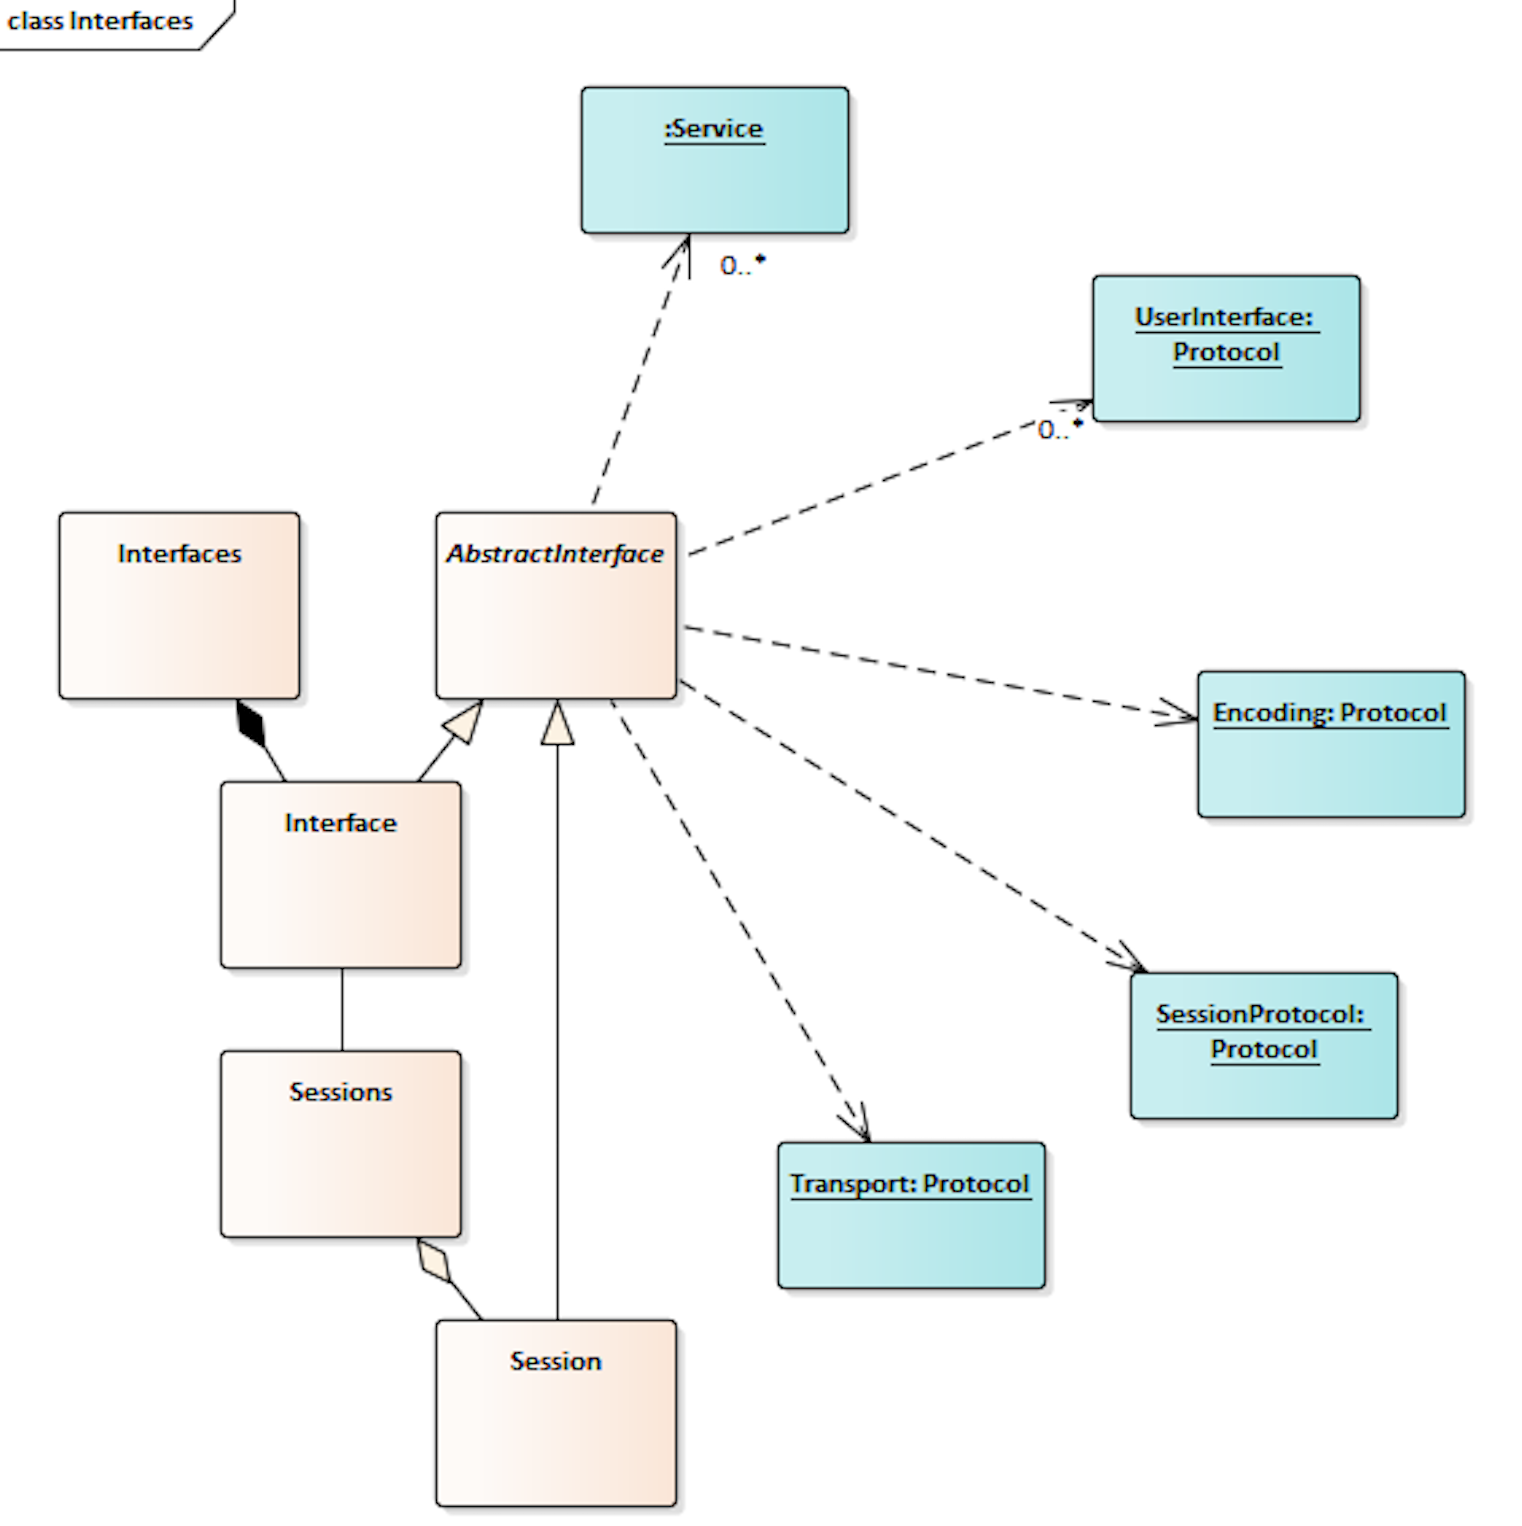 class Interfaces
:Service
0..*
UserInterface:
Protocol
0..*
Interfaces
AbstractInterface
Encoding: Protocol
Interface
SessionProtocol:
Protocol
Sessions
Transport: Protocol
Session